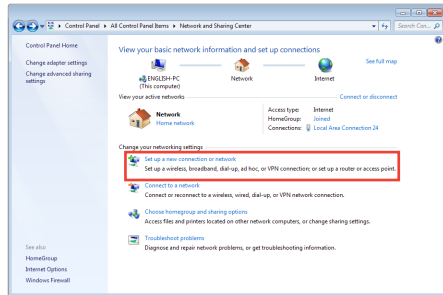 Control Panel ▸ All Control Panel Items ▸ Network and Sharing Center
Search Con...
Control Panel Home
Change adapter settings
Change advanced sharing
settings
View your basic network information and set up connections
See full map
ENGLISH-PC
(This computer)
Network
Internet
View your active networks
Connect or disconnect
Network
Home network
Access type: Internet
HomeGroup: Joined
Connections: Local Area Connection 24
Change your networking settings
Set up a new connection or network
Set up a wireless, broadband, dial-up, ad hoc, or VPN connection; or set up a router or access point.
Connect to a network
Connect or reconnect to a wireless, wired, dial-up, or VPN network connection.
Choose homegroup and sharing options
Access files and printers located on other network computers, or change sharing settings.
Troubleshoot problems
Diagnose and repair network problems, or get troubleshooting information.
See also
HomeGroup
Internet Options
Windows Firewall